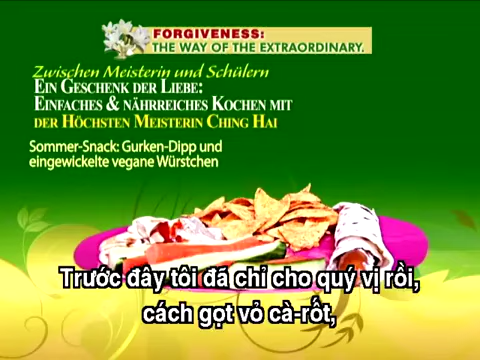 FORGIVENESS:
THE WAY OF THE EXTRAORDINARY.
Zwischen Meisterin und Schülern
EIN GESCHENK DER LIEBE:
EINFACHES & NÄHRREICHES KOCHEN MIT
DER HÖCHSTEN MEISTERIN CHING HAI
Sommer-Snack: Gurken-Dipp und
eingewickelte vegane Würstchen
Trước đây tôi đã chỉ cho quý vị rồi,
cách gọt vỏ cà-rốt,